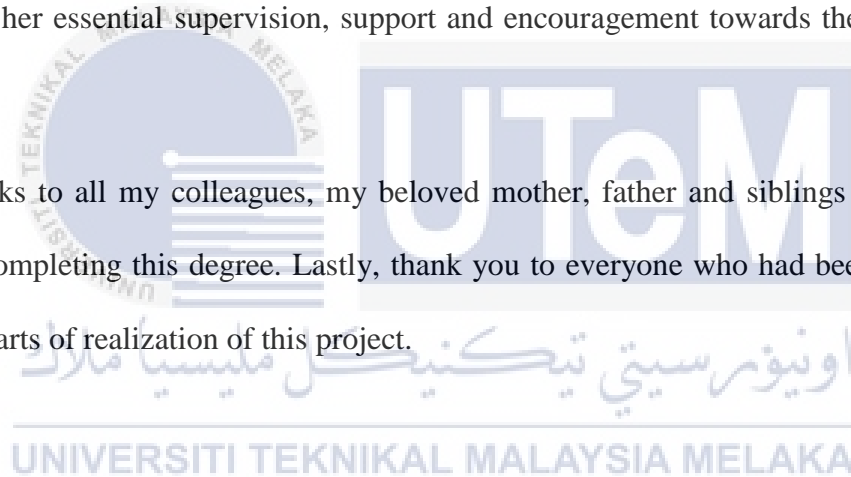 her essential supervision, support and encouragement towards the
UTeM
ks to all my colleagues, my beloved mother, father and siblings
ompleting this degree. Lastly, thank you to everyone who had bee
arts of realization of this project.
اونيۏرسيتي تيكنيكل مليسيا ملاك
UNIVERSITI TEKNIKAL MALAYSIA MELAKA